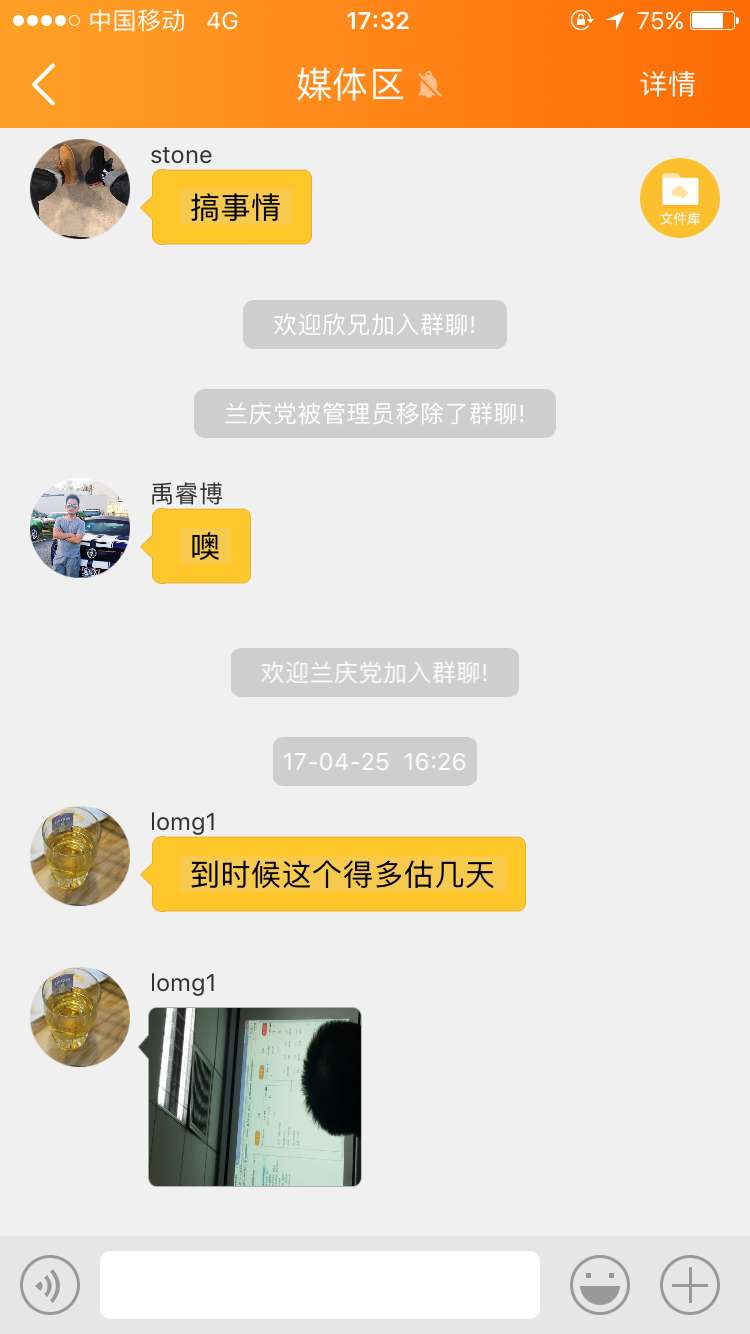 中国移动 4G 17:32 75%
媒体区 详情
stone
搞事情
文件库
欢迎欣兄加入群聊!
兰庆党被管理员移除了群聊!
禹睿博
噢
欢迎兰庆党加入群聊!
17-04-25 16:26
lomg1
到时候这个得多估几天
lomg1